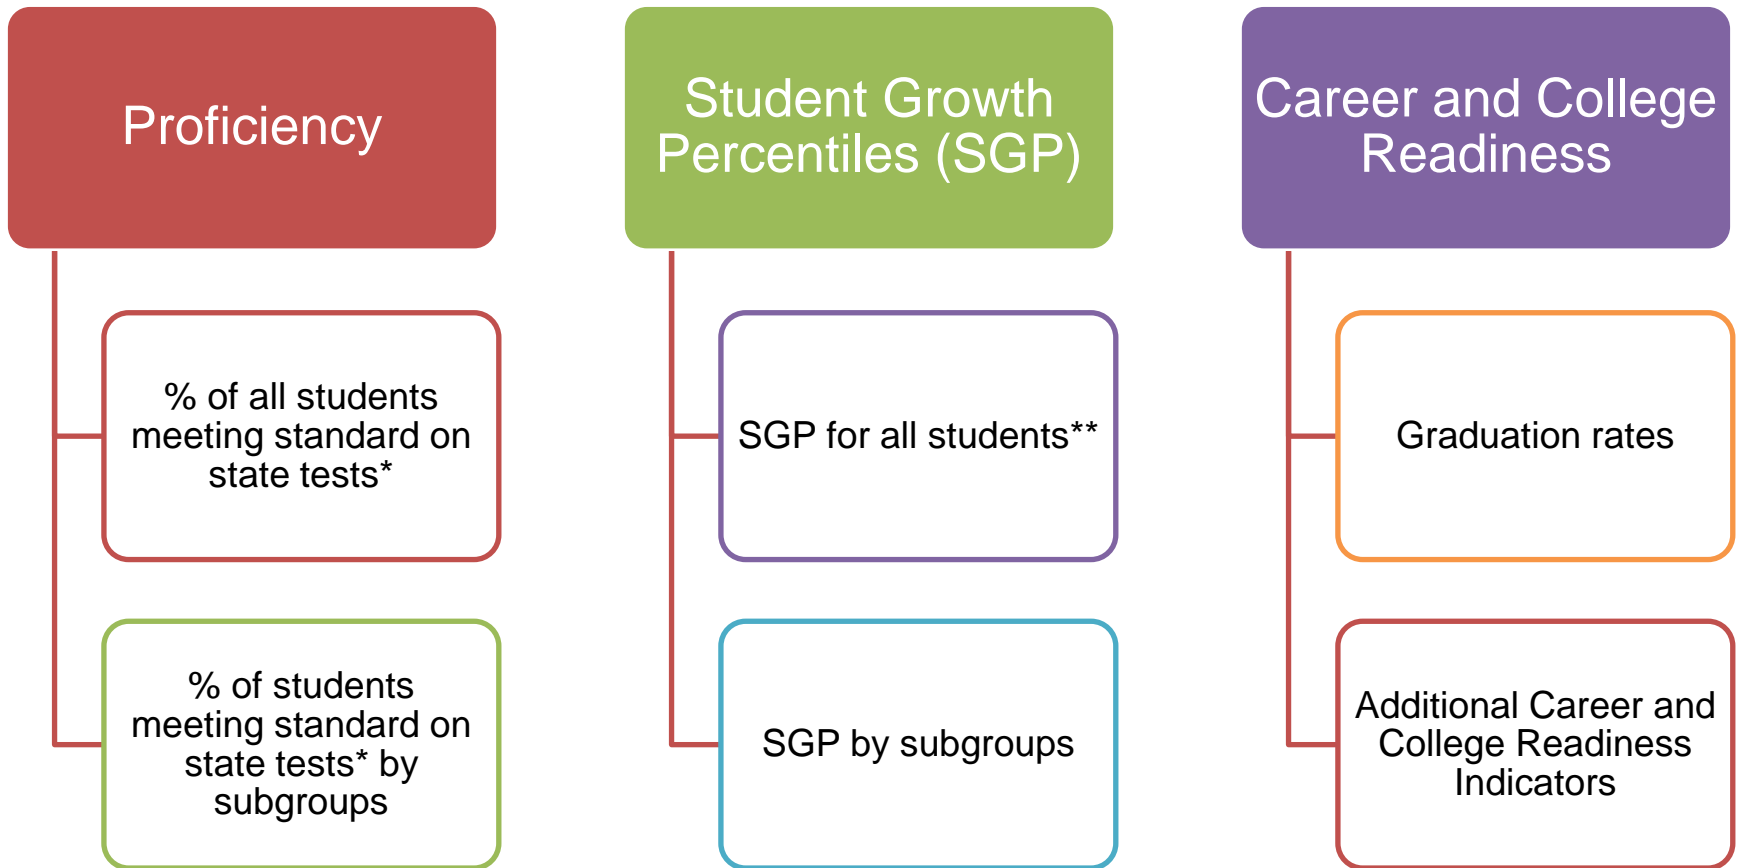 Proficiency
% of all students
meeting standard on
state tests*
% of students
meeting standard on
state tests* by
subgroups
Student Growth
Percentiles (SGP)
SGP for all students**
SGP by subgroups
Career and College
Readiness
Graduation rates
Additional Career and
College Readiness
Indicators